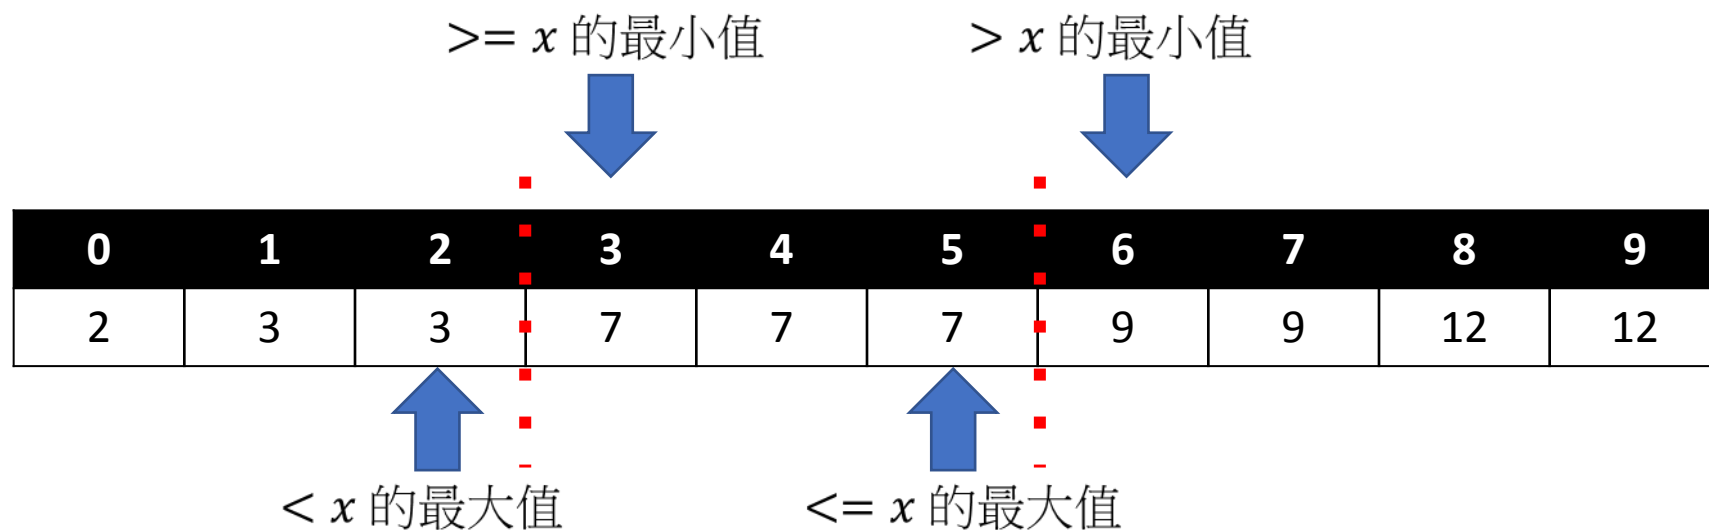 >= x 的最小值 > x 的最小值
0 1 2 3 4 5 6 7 8 9
2 3 3 7 7 7 9 9 12 12
< x 的最大值 <= x 的最大值